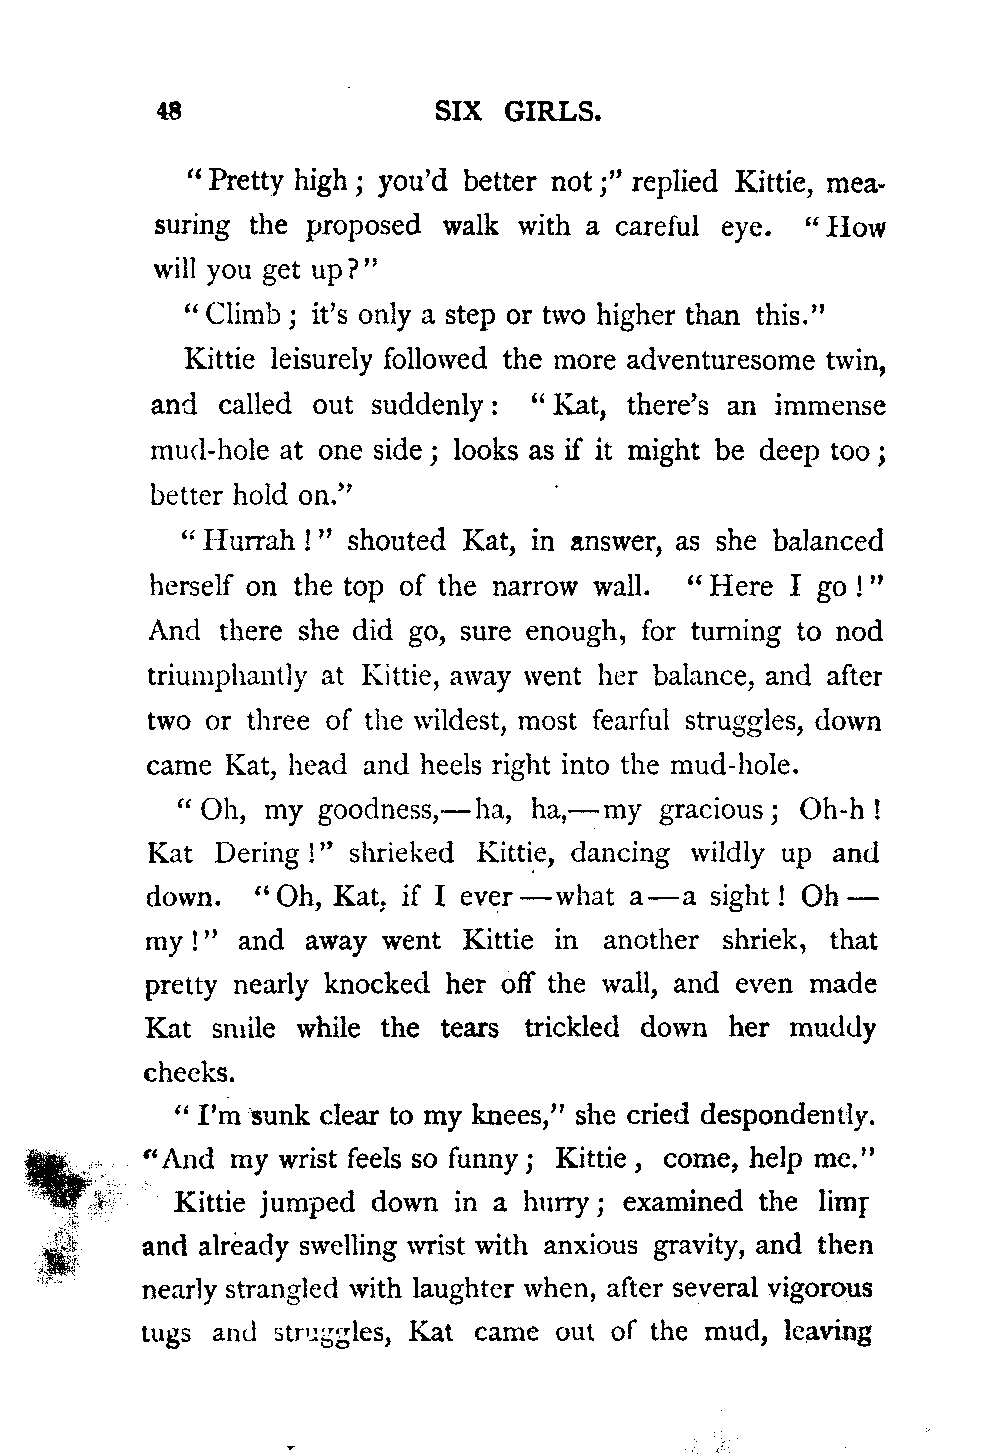 48 SIX GIRLS.
"Pretty high; you'd better not;" replied Kittie, mea-
suring the proposed walk with a careful eye. "How
will you get up?"
"Climb; it's only a step or two higher than this."
Kittie leisurely followed the more adventuresome twin,
and called out suddenly: "Kat, there's an immense
mud-hole at one side; looks as if it might be deep too;
better hold on."
"Hurrah!" shouted Kat, in answer, as she balanced
herself on the top of the narrow wall. "Here I go!"
And there she did go, sure enough, for turning to nod
triumphantly at Kittie, away went her balance, and after
two or three of the wildest, most fearful struggles, down
came Kat, head and heels right into the mud-hole.
"Oh, my goodness,—ha, ha,—my gracious; Oh-h!
Kat Dering!" shrieked Kittie, dancing wildly up and
down. "Oh, Kat, if I ever—what a—a sight! Oh—
my!" and away went Kittie in another shriek, that
pretty nearly knocked her off the wall, and even made
Kat smile while the tears trickled down her muddy
cheeks.
"I'm sunk clear to my knees," she cried despondently.
"And my wrist feels so funny; Kittie, come, help me."
Kittie jumped down in a hurry; examined the limp
and already swelling wrist with anxious gravity, and then
nearly strangled with laughter when, after several vigorous
tugs and struggles, Kat came out of the mud, leaving